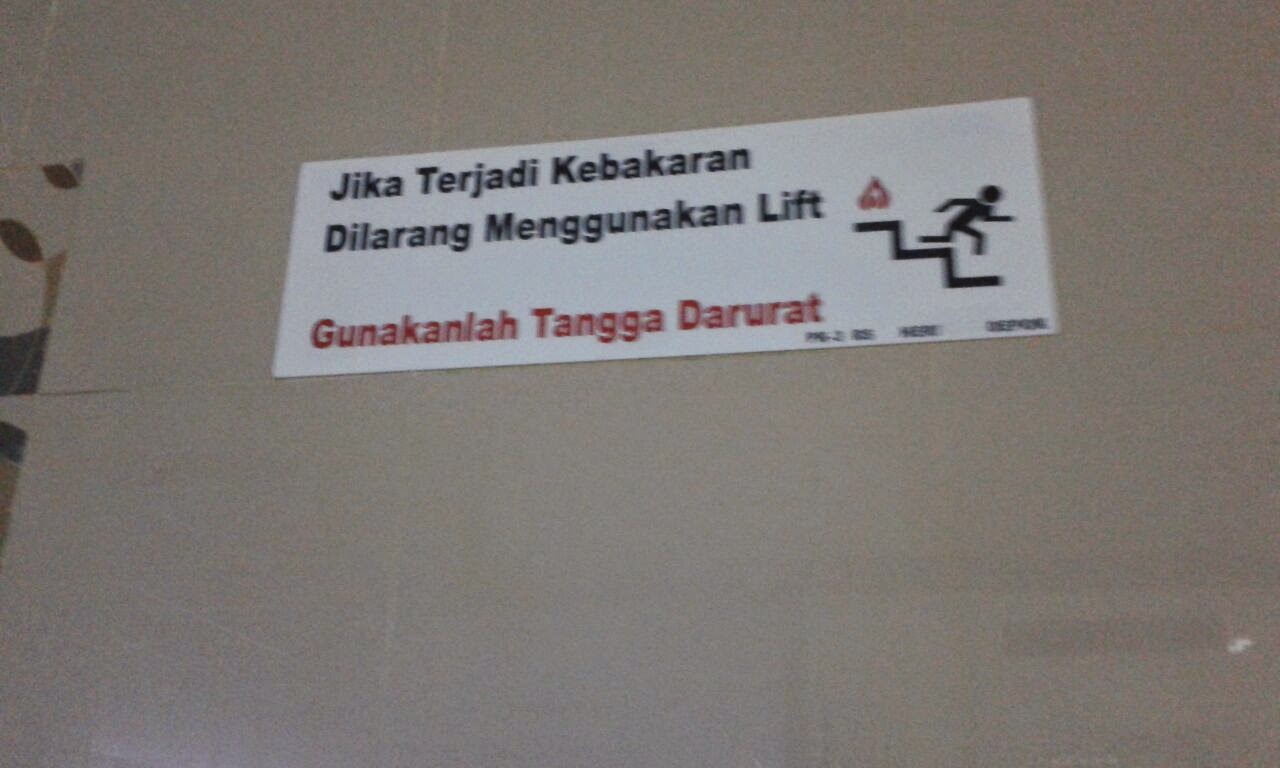 Jika Terjadi Kebakaran
Dilarang Menggunakan Lift
Gunakanlah Tangga Darurat